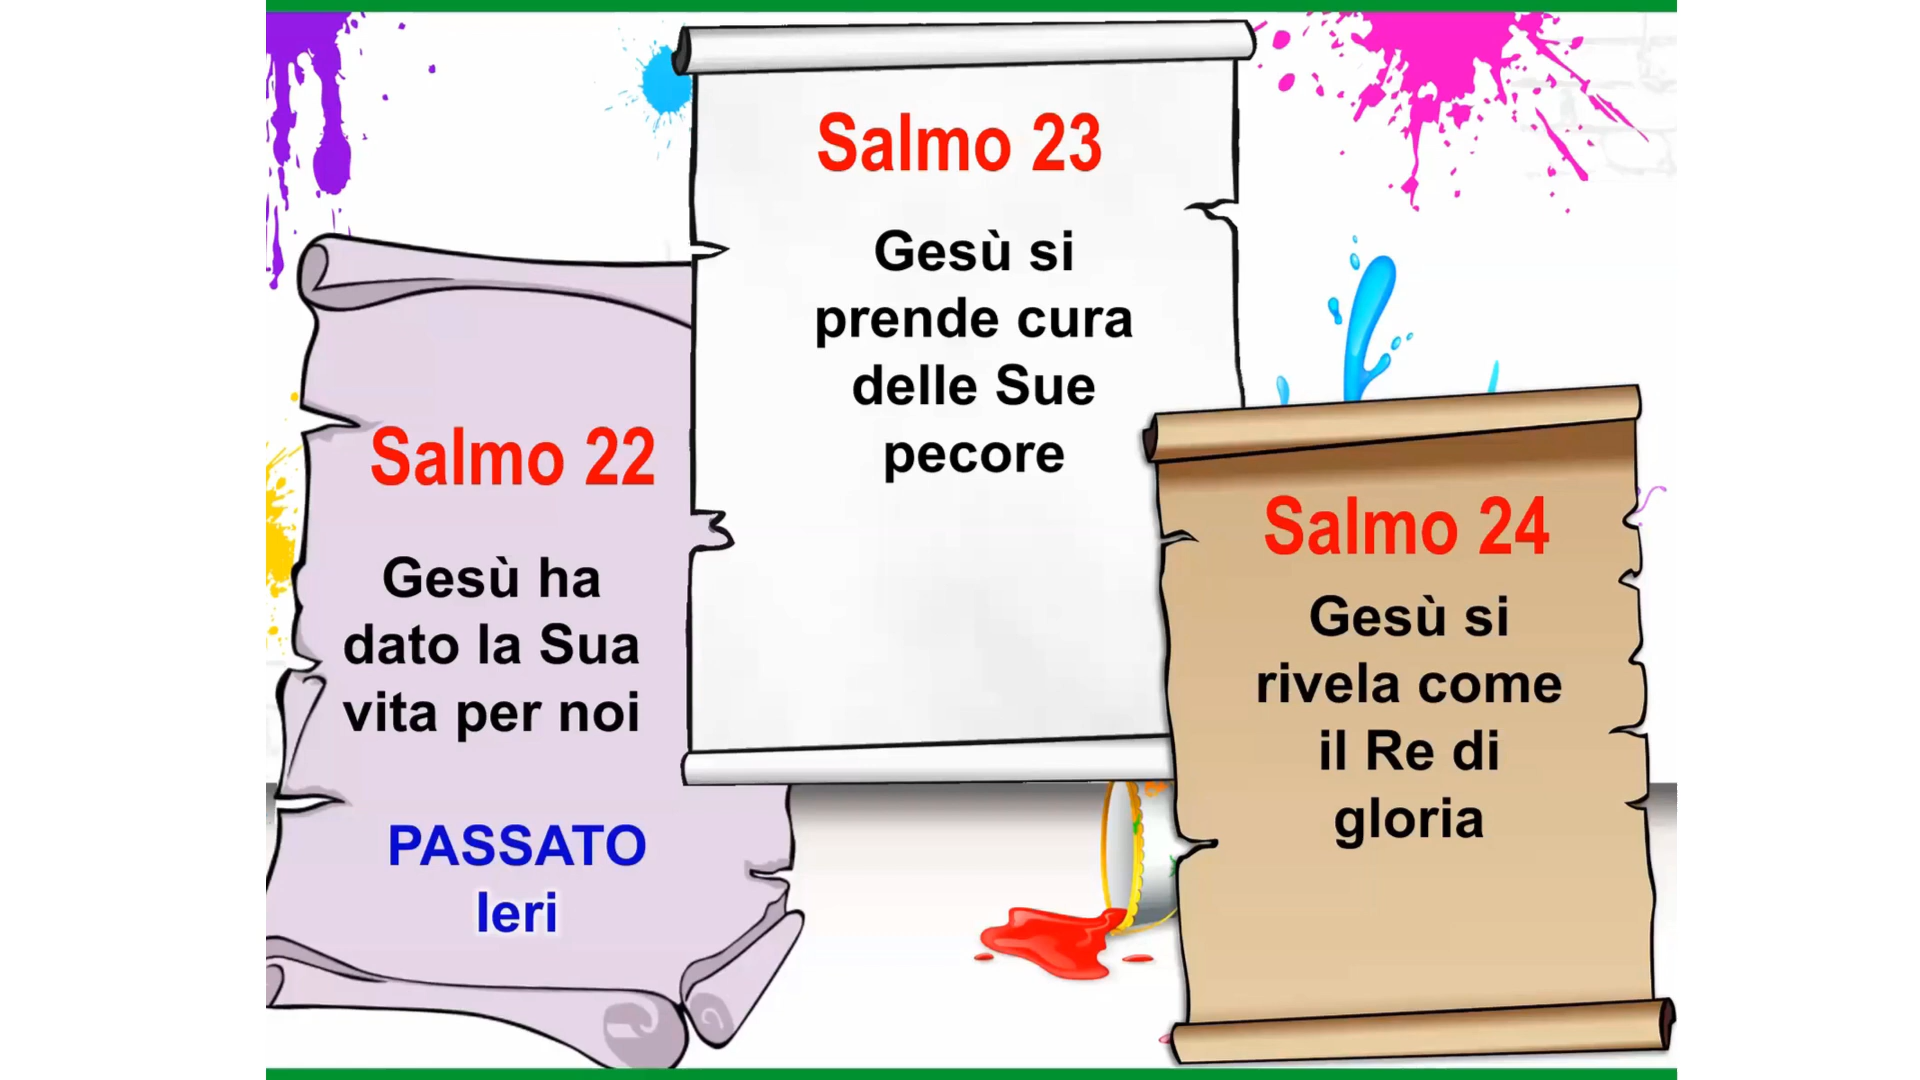 Salmo 22
Gesù ha
dato la Sua
vita per noi
PASSATO
Ieri
Salmo 23
Gesù si
prende cura
delle Sue
pecore
Salmo 24
Gesù si
rivela come
il Re di
gloria